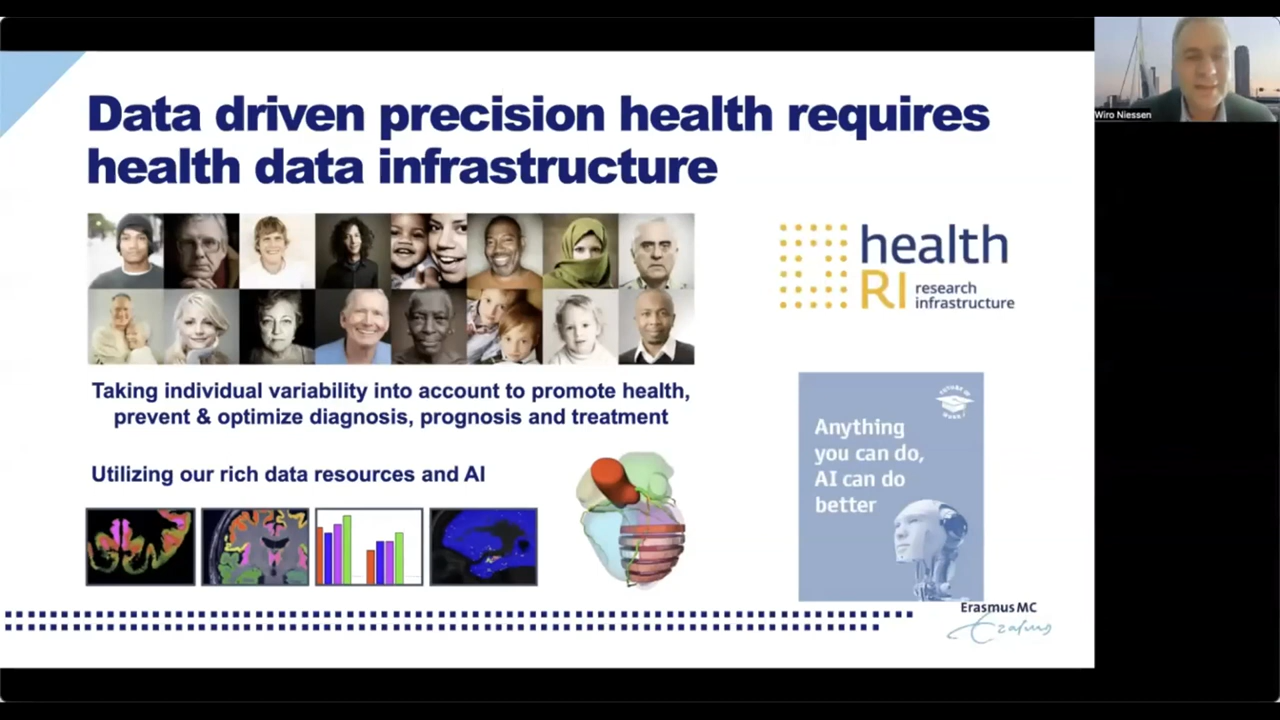 Data driven precision health requires
health data infrastructure
Wiro Niessen
health
RI research
infrastructure
Taking individual variability into account to promote health,
prevent & optimize diagnosis, prognosis and treatment
Utilizing our rich data resources and AI
Anything
you can do,
AI can do
better
Erasmus MC
Erasmus